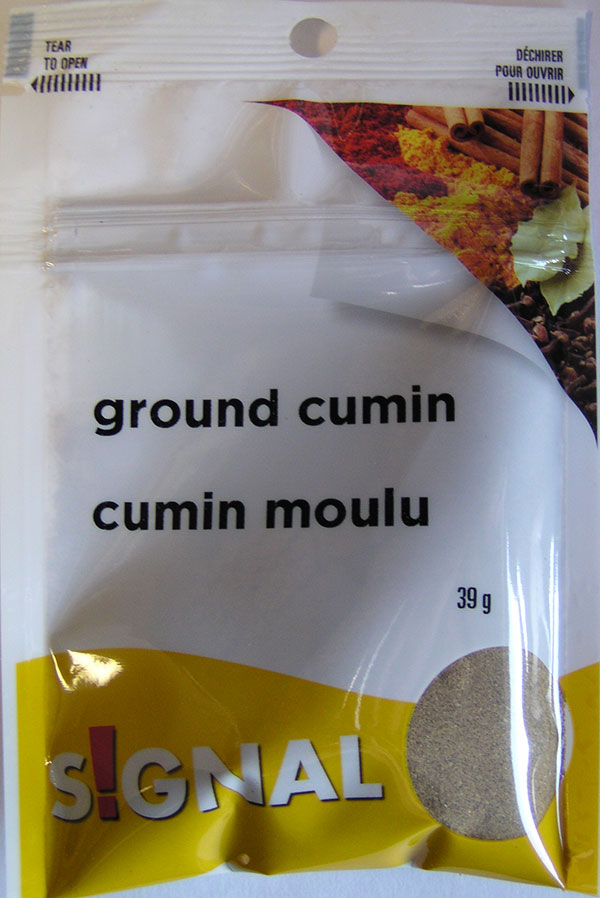 TEAR
TO OPEN
DÉCHIRER
POUR OUVRIR
ground cumin
cumin moulu
39 g
S!GNAL